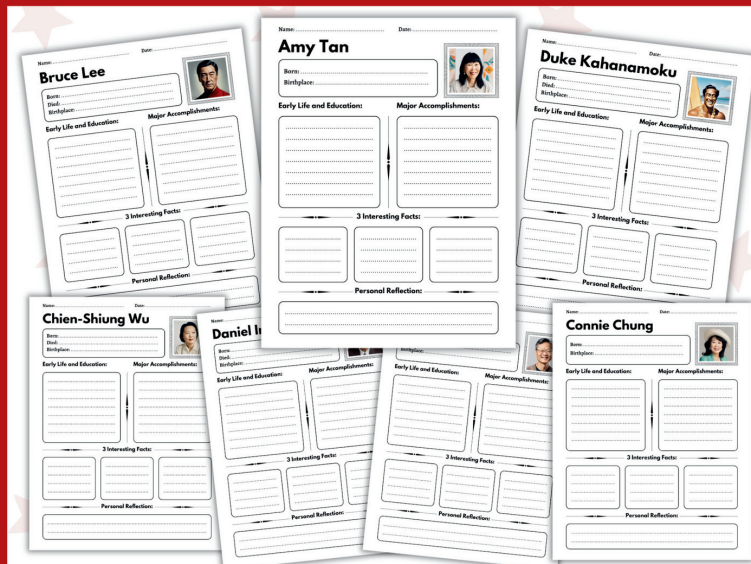 Name: Date:
Bruce Lee
Born:
Died:
Birthplace:
Early Life and Education: Major Accomplishments:
3 Interesting Facts:
Personal Reflection:
Name: Date:
Amy Tan
Born:
Birthplace:
Early Life and Education: Major Accomplishments:
3 Interesting Facts:
Personal Reflection:
Name: Date:
Duke Kahanamoku
Born:
Died:
Birthplace:
Early Life and Education: Major Accomplishments:
3 Interesting Facts:
Personal Reflection:
Name: Date:
Chien-Shiung Wu
Born:
Died:
Birthplace:
Early Life and Education: Major Accomplishments:
3 Interesting Facts:
Personal Reflection:
Daniel
Born:
Died:
Birthplace:
Early Life and Education: Major Accomplishments:
3 Interesting Facts:
Personal Reflection:
Birthplace:
Early Life and Education: Major Accomplishments:
3 Interesting Facts:
Personal Reflection:
Name: Date:
Connie Chung
Born:
Birthplace:
Early Life and Education: Major Accomplishments:
3 Interesting Facts:
Personal Reflection: